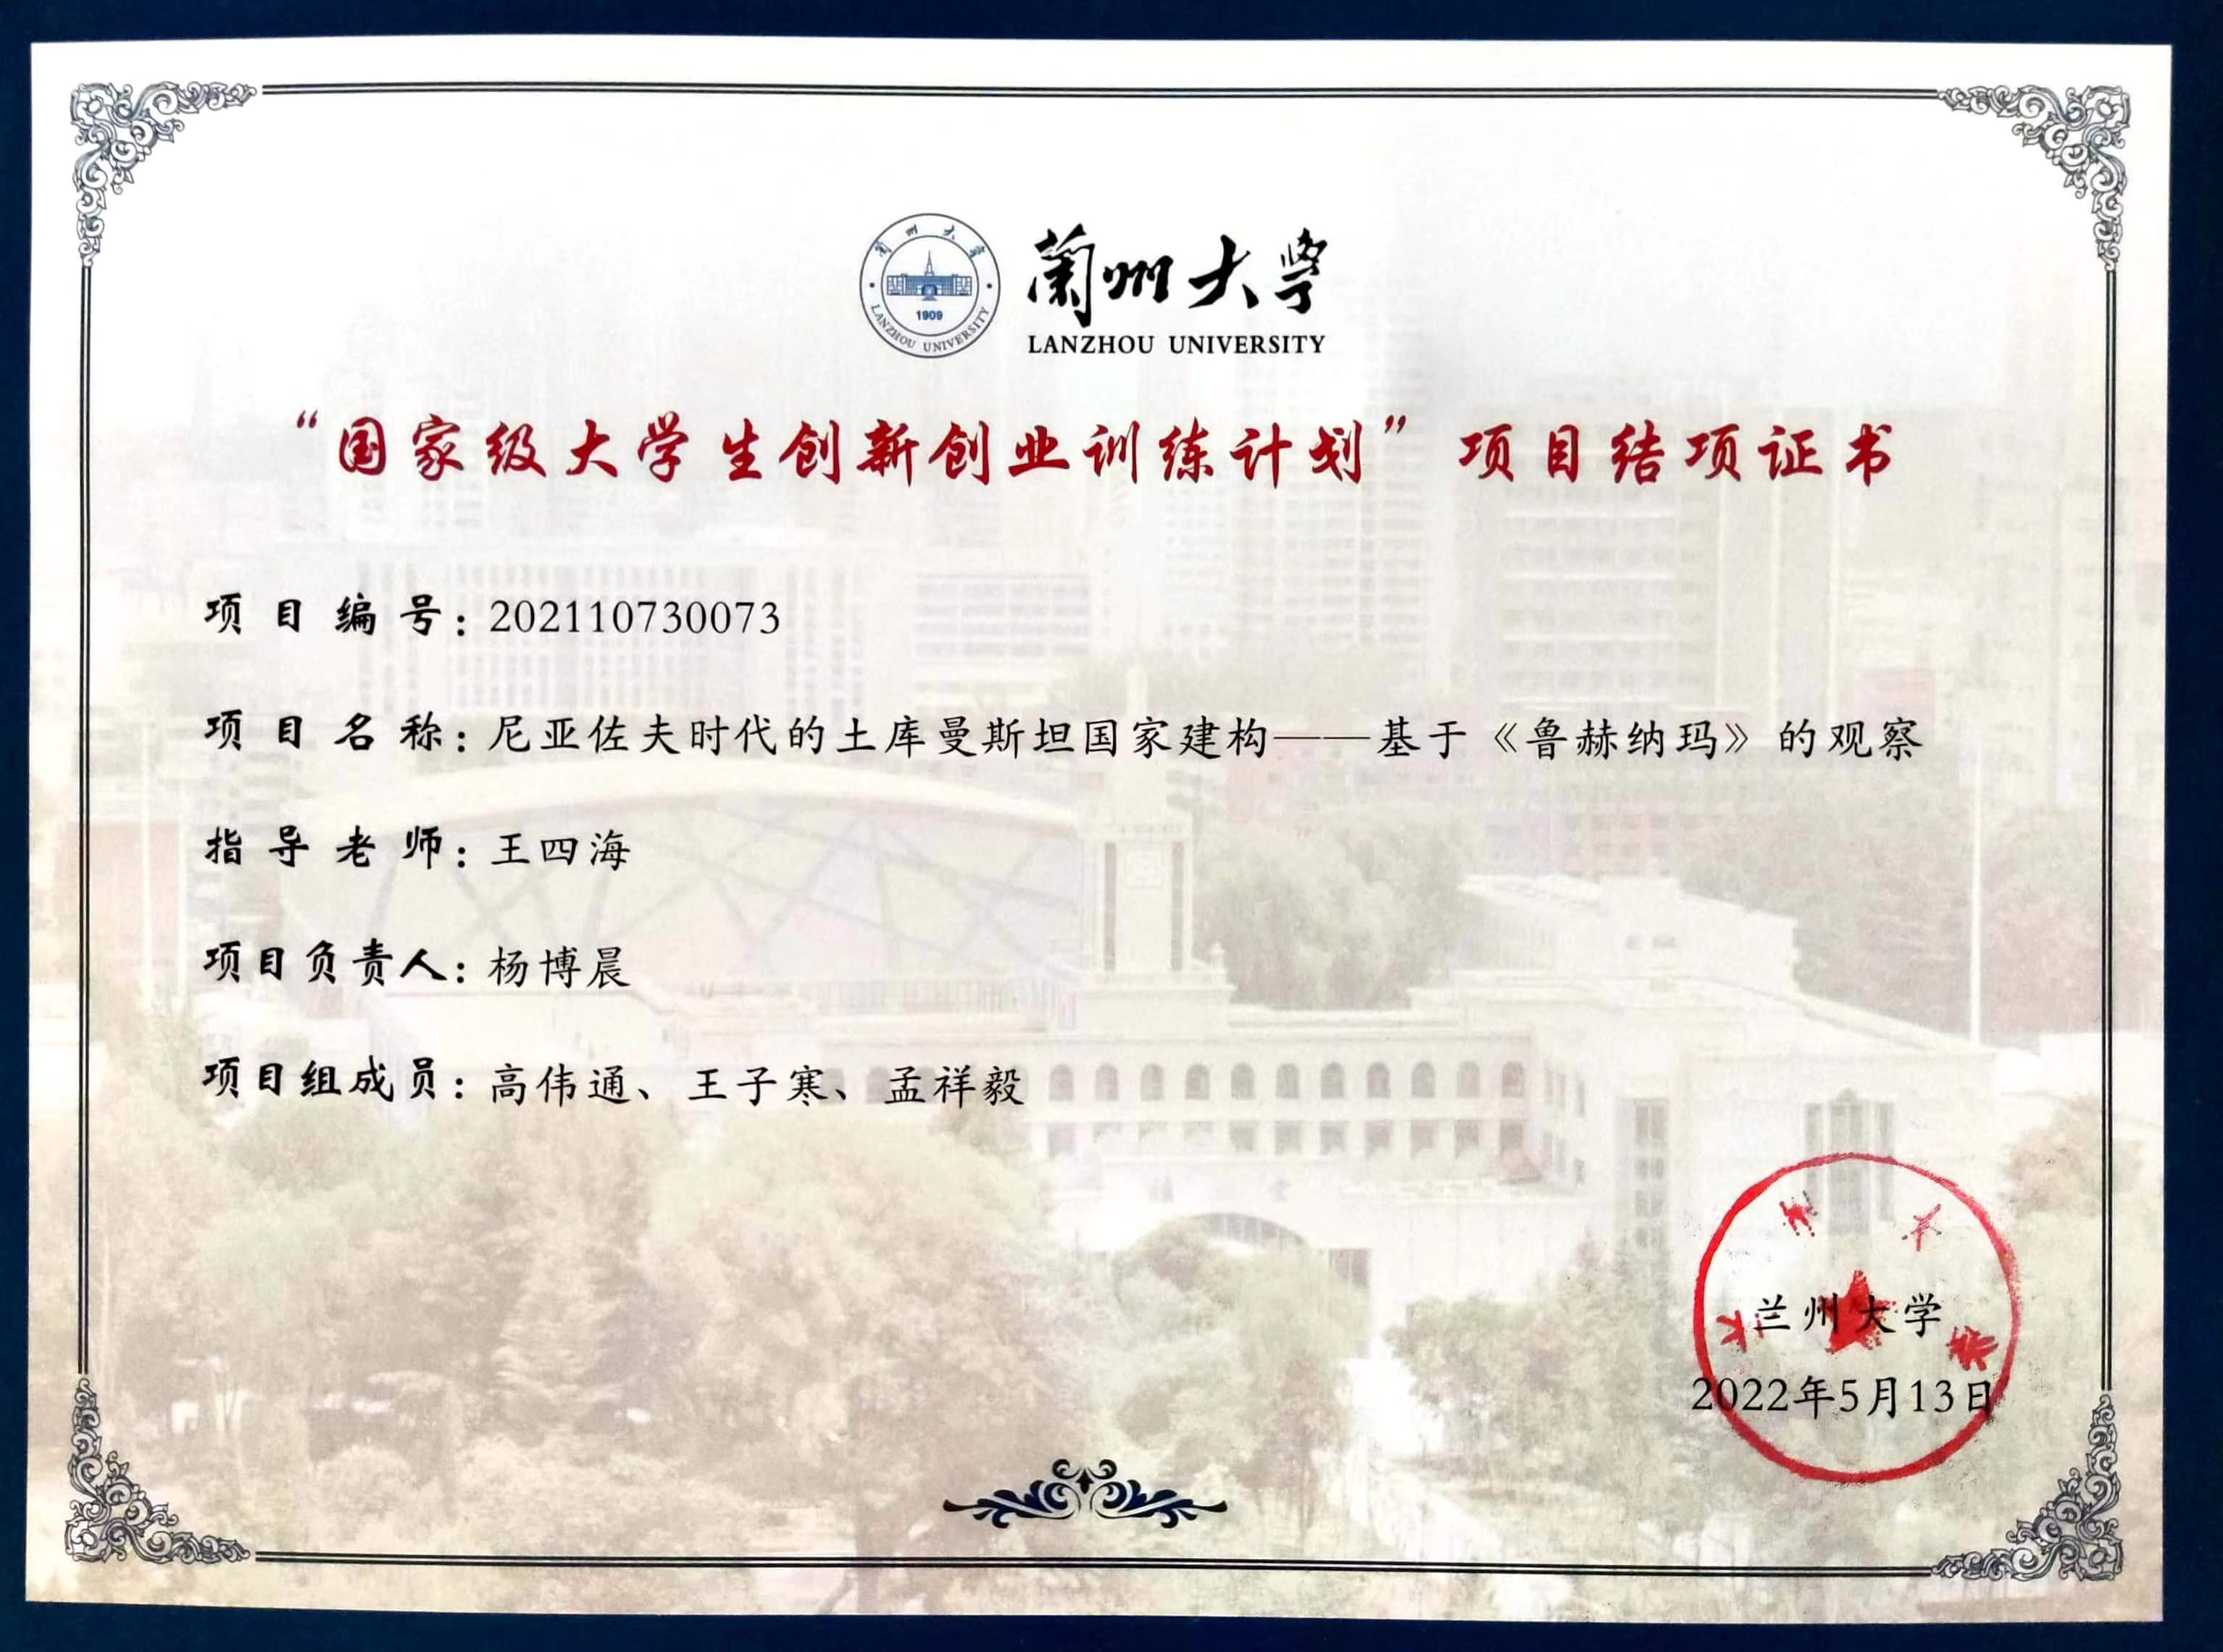 兰州大学
1909
LANZHOU UNIVERSITY
蘭州大學
LANZHOU UNIVERSITY
“国家级大学生创新创业训练计划”项目结项证书
项目编号：202110730073
项目名称：尼亚佐夫时代的土库曼斯坦国家建构——基于《鲁赫纳玛》的观察
指导老师：王四海
项目负责人：杨博晨
项目组成员：高伟通、王子寒、孟祥毅
兰州大学
2022年5月13日